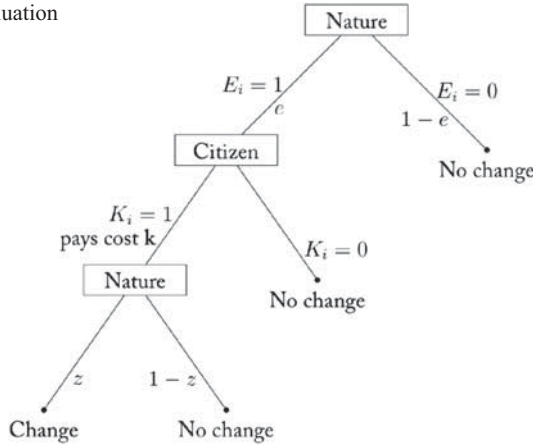 uation
Nature
E_i = 1
e
E_i = 0
1 − e
Citizen
No change
K_i = 1
pays cost k
K_i = 0
Nature
No change
z
1 − z
Change
No change